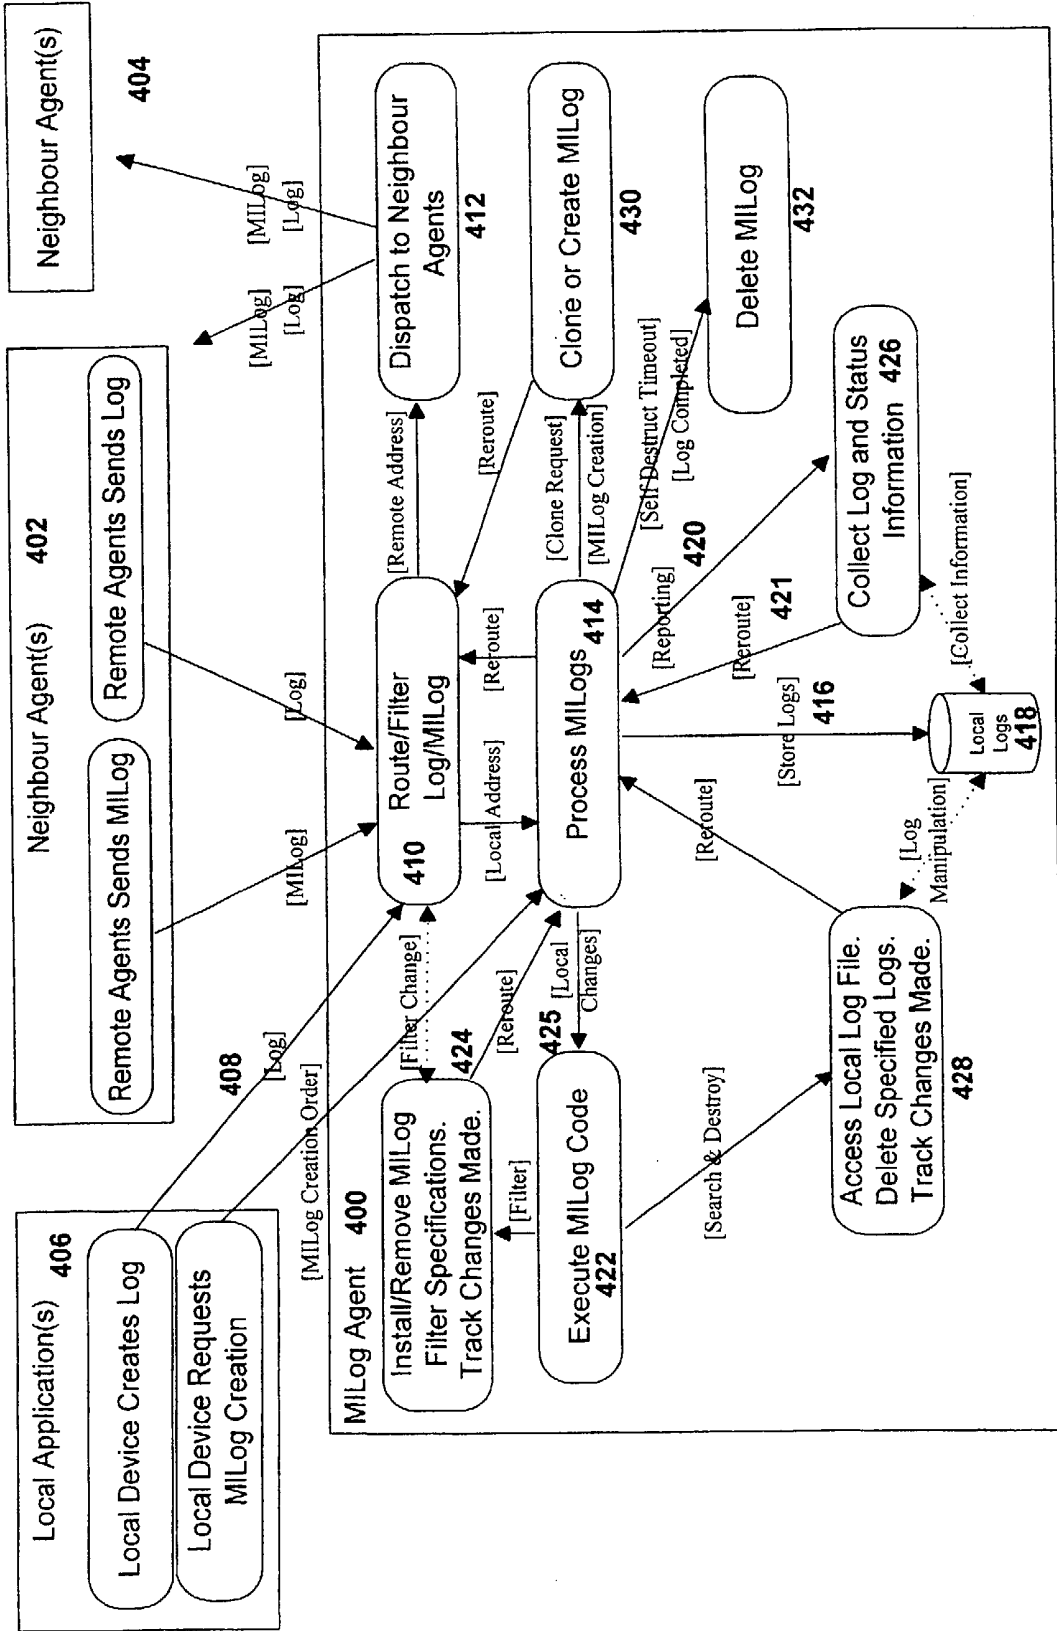 Local Application(s)
406
Local Device Creates Log
Local Device Requests
MILog Creation
Neighbour Agent(s)
402
Remote Agents Sends MILog
Remote Agents Sends Log
Neighbour Agent(s)
404
408
[Log]
[MILog Creation Order]
[MILog]
[Log]
[MILog]
[Log]
[MILog]
[Log]
MILog Agent 400
Install/Remove MILog
Filter Specifications.
Track Changes Made.
424
[Filter Change]
410
Route/Filter
Log/MILog
[Remote Address]
Dispatch to Neighbour
Agents
412
[Filter]
[Reroute]
425
[Local Address]
[Reroute]
[Reroute]
Execute MILog Code
422
[Local
Changes]
Process MILogs 414
[Clone Request]
[MILog Creation]
Clone or Create MILog
430
[Self Destruct Timeout]
[Log Completed]
Delete MILog
432
[Search & Destroy]
[Reroute]
[Store Logs]
416
[Reroute]
421
[Reporting]
420
Access Local Log File.
Delete Specified Logs.
Track Changes Made.
428
[Log
Manipulation]
Local
Logs
418
[Collect Information]
Collect Log and Status
Information 426